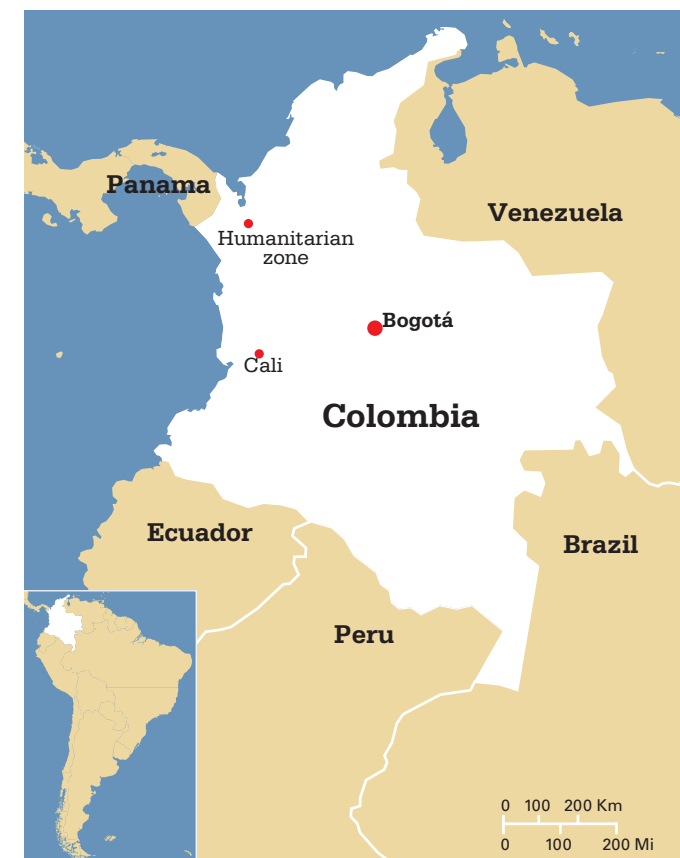 Panama
Venezuela
Humanitarian
zone
Bogotá
Cali
Colombia
Ecuador
Brazil
Peru
0 100 200 Km
0 100 200 Mi